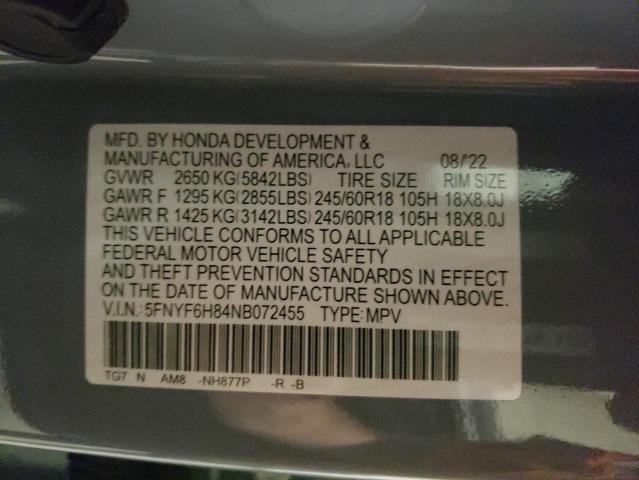 MFD. BY HONDA DEVELOPMENT &
MANUFACTURING OF AMERICA, LLC 08/'22
GVWR 2650 KG(5842LBS) TIRE SIZE RIM SIZE
GAWR F 1295 KG(2855LBS) 245/60R18 105H 18X8.0J
GAWR R 1425 KG(3142LBS) 245/60R18 105H 18X8.0J
THIS VEHICLE CONFORMS TO ALL APPLICABLE
FEDERAL MOTOR VEHICLE SAFETY
AND THEFT PREVENTION STANDARDS IN EFFECT
ON THE DATE OF MANUFACTURE SHOWN ABOVE.
V.I.N.: 5FNYF6H84NB072455 TYPE: MPV
TG7 N AM8 -NH877P -R -B